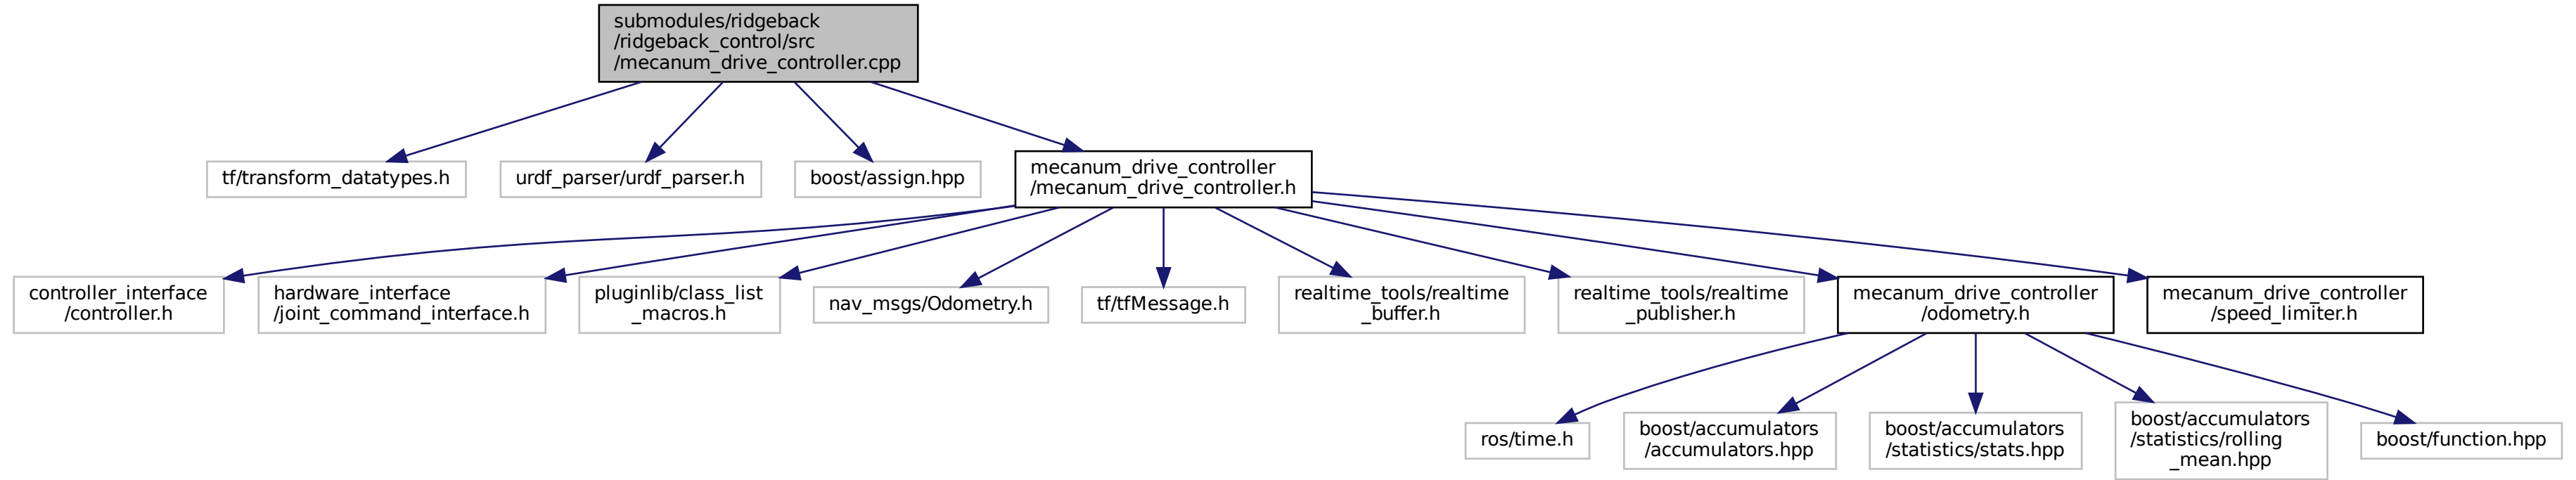 submodules/ridgeback
/ridgeback_control/src
/mecanum_drive_controller.cpp
tf/transform_datatypes.h
urdf_parser/urdf_parser.h
boost/assign.hpp
mecanum_drive_controller
/mecanum_drive_controller.h
controller_interface
/controller.h
hardware_interface
/joint_command_interface.h
pluginlib/class_list
_macros.h
nav_msgs/Odometry.h
tf/tfMessage.h
realtime_tools/realtime
_buffer.h
realtime_tools/realtime
_publisher.h
mecanum_drive_controller
/odometry.h
mecanum_drive_controller
/speed_limiter.h
ros/time.h
boost/accumulators
/accumulators.hpp
boost/accumulators
/statistics/stats.hpp
boost/accumulators
/statistics/rolling
_mean.hpp
boost/function.hpp